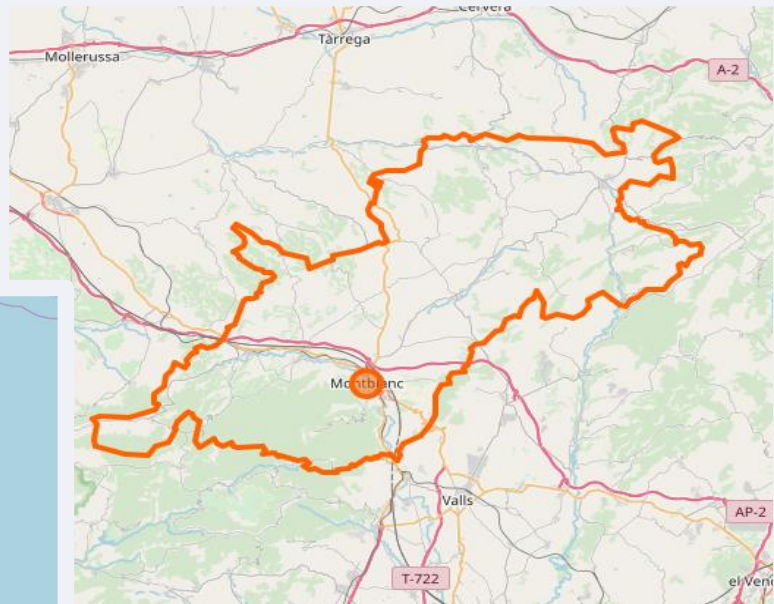 Cervera
Tàrrega
Mollerussa
A-2
Montblanc
Valls
AP-2
T-722
el Vend